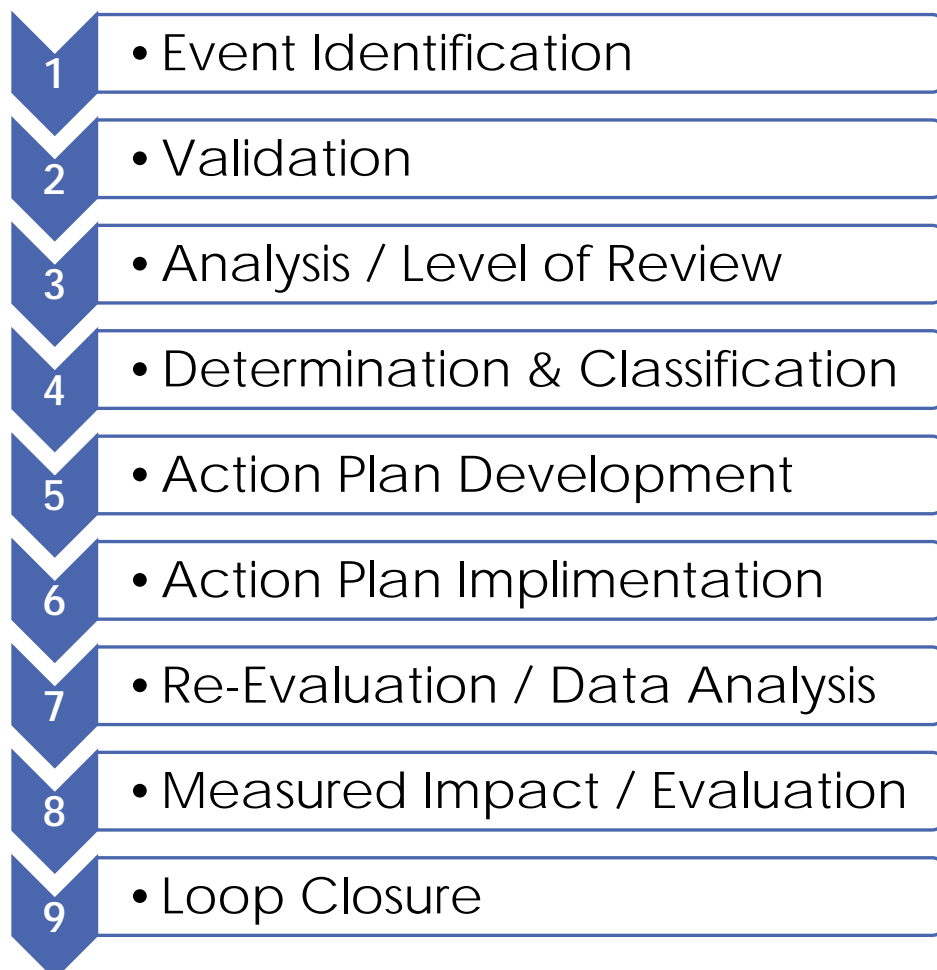 1 • Event Identification
2 • Validation
3 • Analysis / Level of Review
4 • Determination & Classification
5 • Action Plan Development
6 • Action Plan Implimentation
7 • Re-Evaluation / Data Analysis
8 • Measured Impact / Evaluation
9 • Loop Closure